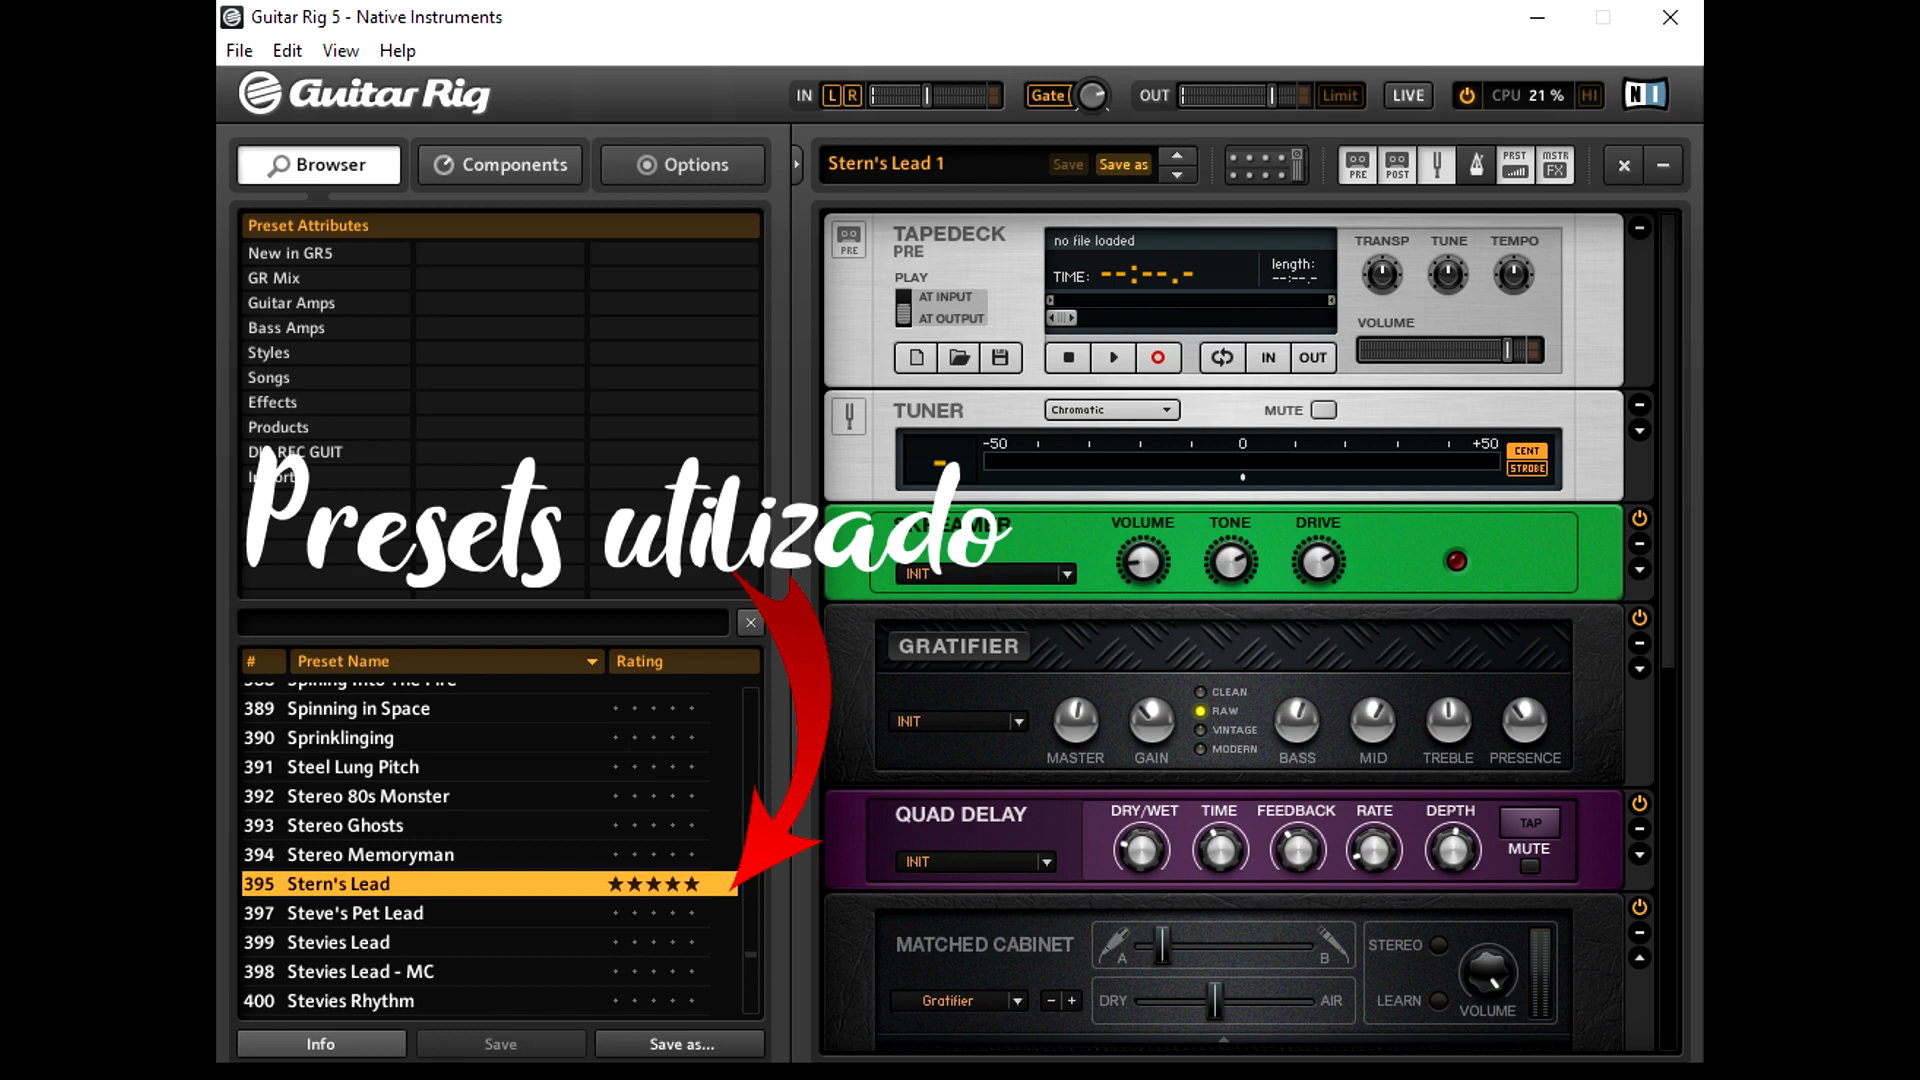 Guitar Rig 5 - Native Instruments
File Edit View Help
Guitar Rig
IN L R Gate OUT Limit LIVE CPU 21 % HI NI
Browser Components Options
Stern's Lead 1 Save Save as
PRE POST PRST MSTR FX
Preset Attributes
New in GR5
GR Mix
Guitar Amps
Bass Amps
Styles
Songs
Effects
Products
REC GUIT
Presets utilizado
# Preset Name Rating
389 Spinning in Space
390 Sprinklinging
391 Steel Lung Pitch
392 Stereo 80s Monster
393 Stereo Ghosts
394 Stereo Memoryman
395 Stern's Lead ★★★★★
397 Steve's Pet Lead
399 Stevies Lead
398 Stevies Lead - MC
400 Stevies Rhythm
Info Save Save as...
PRE
TAPEDECK
PRE
PLAY
AT INPUT
AT OUTPUT
no file loaded
TIME: --:--.-
length:
--:--.-
IN OUT
TRANSP TUNE TEMPO
VOLUME
TUNER Chromatic MUTE
-50 0 +50
CENT
STROBE
SKREAMER
INIT
VOLUME TONE DRIVE
GRATIFIER
INIT
MASTER GAIN
CLEAN
RAW
VINTAGE
MODERN
BASS MID TREBLE PRESENCE
QUAD DELAY
INIT
DRY/WET TIME FEEDBACK RATE DEPTH
TAP
MUTE
MATCHED CABINET
A B
Gratifier - +
DRY AIR
STEREO
LEARN
VOLUME